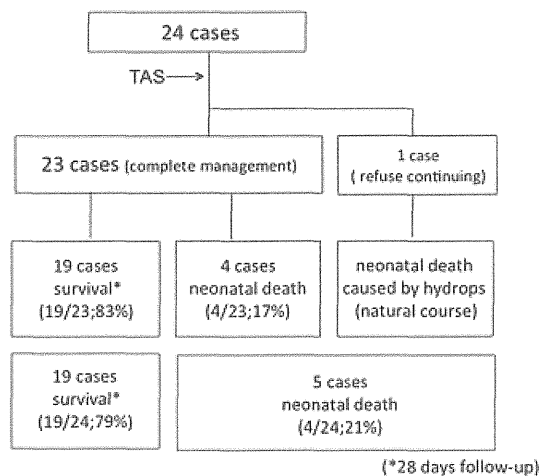 24 cases
TAS
23 cases (complete management)
1 case
( refuse continuing)
19 cases
survival*
(19/23;83%)
4 cases
neonatal death
(4/23;17%)
neonatal death
caused by hydrops
(natural course)
19 cases
survival*
(19/24;79%)
5 cases
neonatal death
(4/24;21%)
(*28 days follow-up)